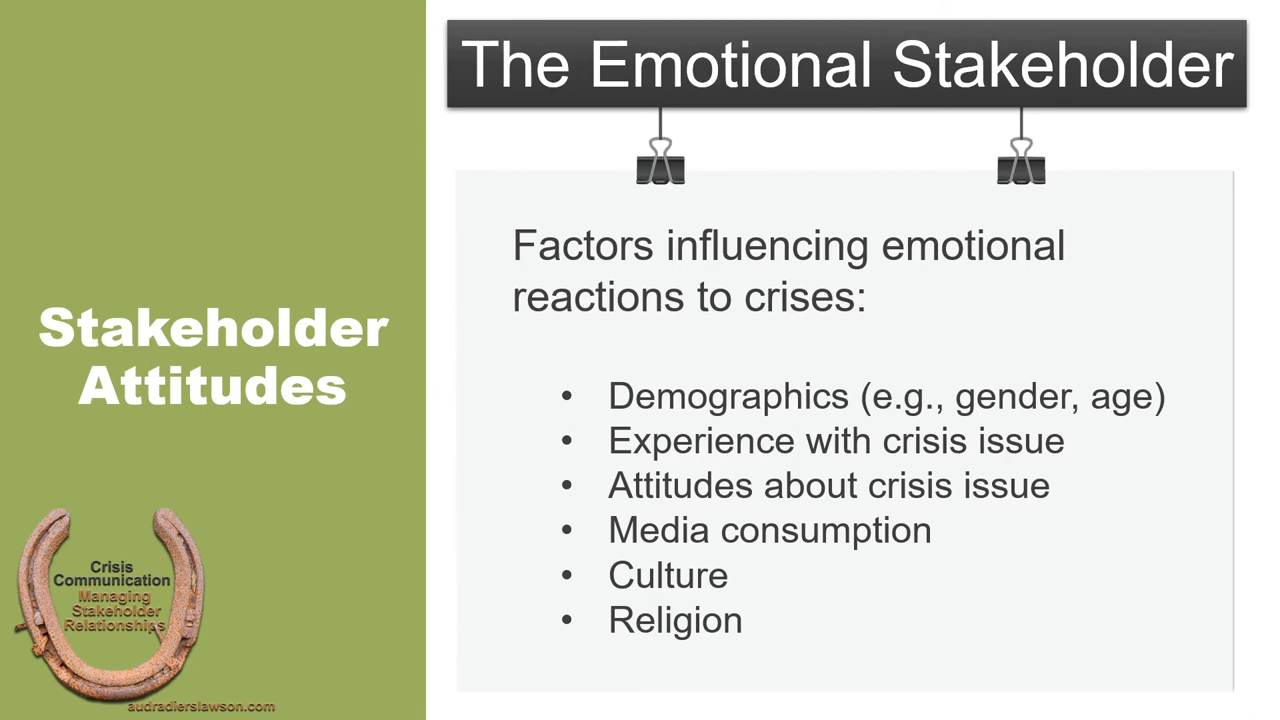 The Emotional Stakeholder
Stakeholder
Attitudes
Factors influencing emotional
reactions to crises:
• Demographics (e.g., gender, age)
• Experience with crisis issue
• Attitudes about crisis issue
• Media consumption
• Culture
• Religion
Crisis
Communication
Managing
Stakeholder
Relationships
audradierslawson.com